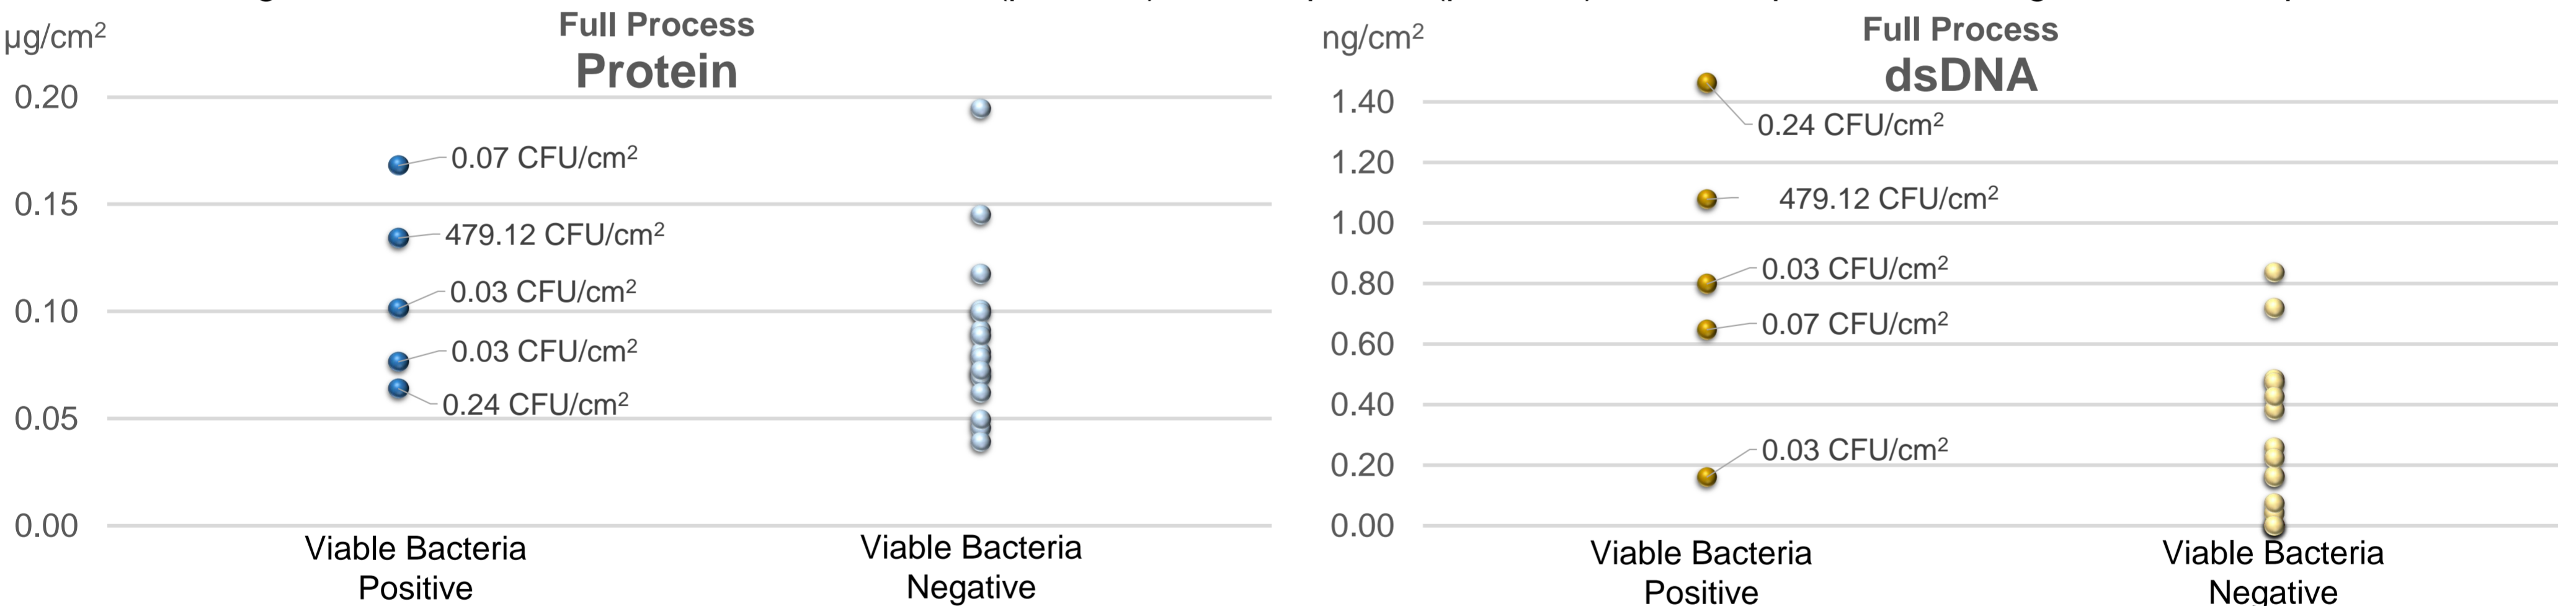 Full Process
Protein
µg/cm²
0.20
0.15
0.10
0.05
0.00
0.07 CFU/cm²
479.12 CFU/cm²
0.03 CFU/cm²
0.03 CFU/cm²
0.24 CFU/cm²
Viable Bacteria
Positive
Viable Bacteria
Negative
Full Process
dsDNA
ng/cm²
1.40
1.20
1.00
0.80
0.60
0.40
0.20
0.00
0.24 CFU/cm²
479.12 CFU/cm²
0.03 CFU/cm²
0.07 CFU/cm²
0.03 CFU/cm²
Viable Bacteria
Positive
Viable Bacteria
Negative